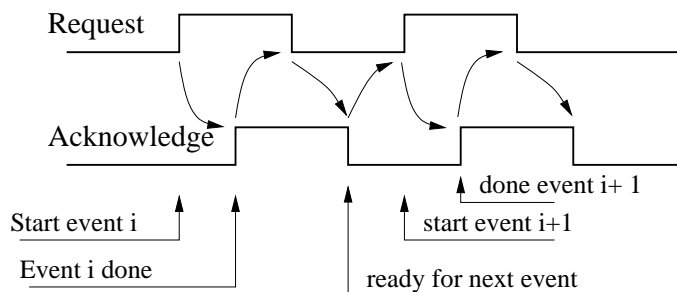 Request
Acknowledge
done event i+ 1
Start event i
start event i+1
Event i done
ready for next event